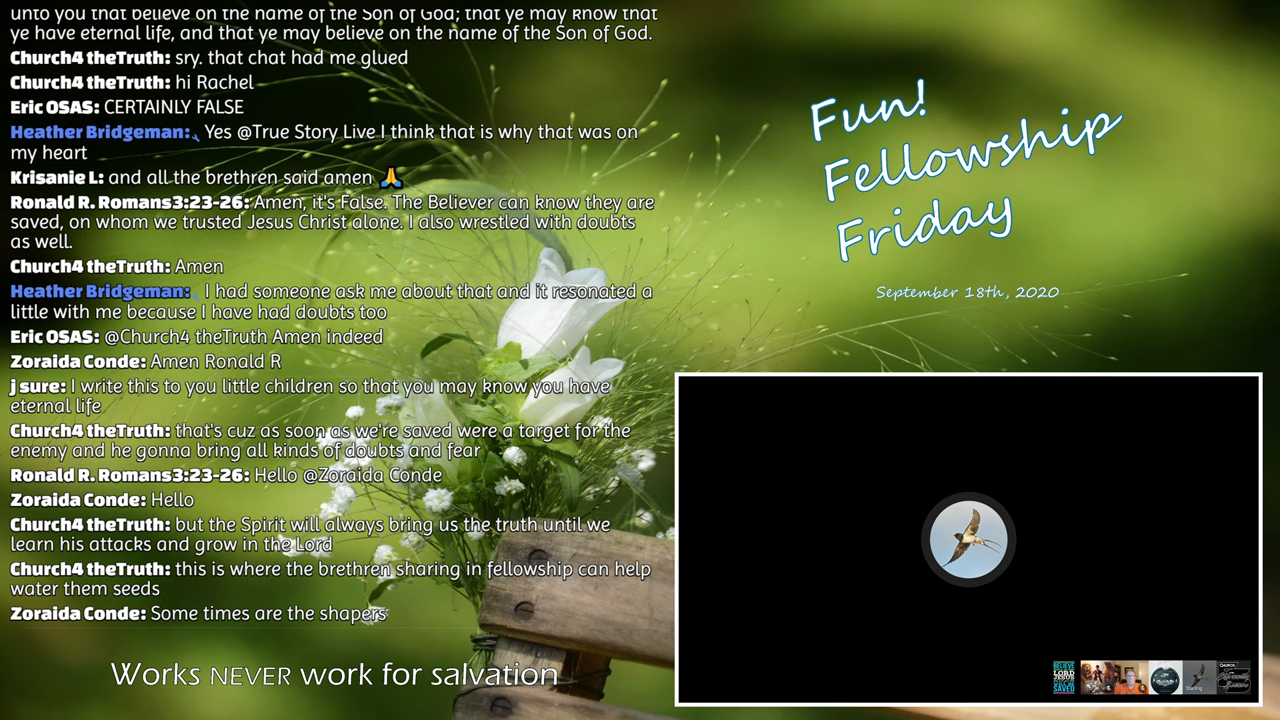 unto you that believe on the name of the Son of God; that ye may know that
ye have eternal life, and that ye may believe on the name of the Son of God.
Church4 theTruth: sry. that chat had me glued
Church4 theTruth: hi Rachel
Eric OSAS: CERTAINLY FALSE
Heather Bridgeman: Yes @True Story Live I think that is why that was on
my heart
Krisanie L: and all the brethren said amen 🙏
Ronald R. Romans3:23-26: Amen, it's False. The Believer can know they are
saved, on whom we trusted Jesus Christ alone. I also wrestled with doubts
as well.
Church4 theTruth: Amen
Heather Bridgeman: I had someone ask me about that and it resonated a
little with me because I have had doubts too
Eric OSAS: @Church4 theTruth Amen indeed
Zoraida Conde: Amen Ronald R
j sure: I write this to you little children so that you may know you have
eternal life
Church4 theTruth: that's cuz as soon as we're saved were a target for the
enemy and he gonna bring all kinds of doubts and fear
Ronald R. Romans3:23-26: Hello @Zoraida Conde
Zoraida Conde: Hello
Church4 theTruth: but the Spirit will always bring us the truth until we
learn his attacks and grow in the Lord
Church4 theTruth: this is where the brethren sharing in fellowship can help
water them seeds
Zoraida Conde: Some times are the shapers
Works NEVER work for salvation
Fun!
Fellowship
Friday
September 18th, 2020
BELIEVE
LORD
JESUS
SAVED
Starling
CHURCH